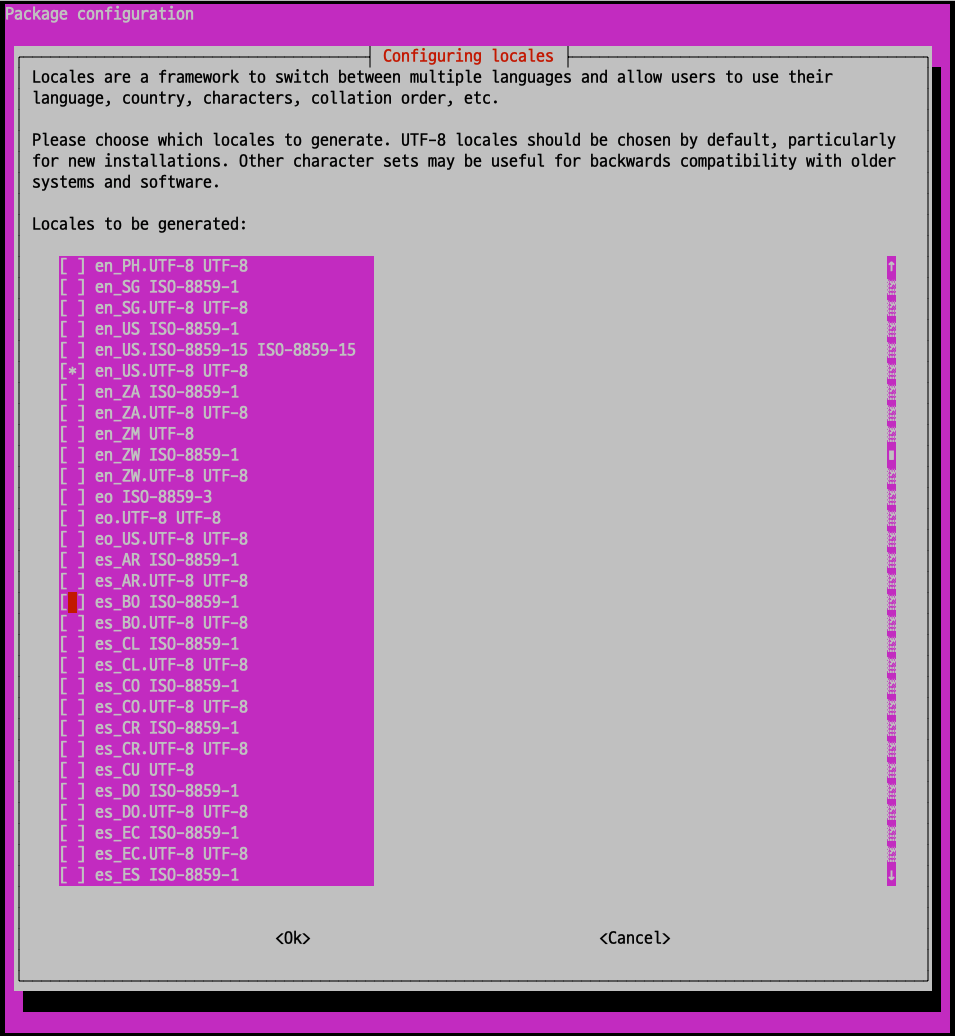 Package configuration
Configuring locales
Locales are a framework to switch between multiple languages and allow users to use their
language, country, characters, collation order, etc.
Please choose which locales to generate. UTF-8 locales should be chosen by default, particularly
for new installations. Other character sets may be useful for backwards compatibility with older
systems and software.
Locales to be generated:
[ ] en_PH.UTF-8 UTF-8
[ ] en_SG ISO-8859-1
[ ] en_SG.UTF-8 UTF-8
[ ] en_US ISO-8859-1
[ ] en_US.ISO-8859-15 ISO-8859-15
[*] en_US.UTF-8 UTF-8
[ ] en_ZA ISO-8859-1
[ ] en_ZA.UTF-8 UTF-8
[ ] en_ZM UTF-8
[ ] en_ZW ISO-8859-1
[ ] en_ZW.UTF-8 UTF-8
[ ] eo ISO-8859-3
[ ] eo.UTF-8 UTF-8
[ ] eo_US.UTF-8 UTF-8
[ ] es_AR ISO-8859-1
[ ] es_AR.UTF-8 UTF-8
[ ] es_BO ISO-8859-1
[ ] es_BO.UTF-8 UTF-8
[ ] es_CL ISO-8859-1
[ ] es_CL.UTF-8 UTF-8
[ ] es_CO ISO-8859-1
[ ] es_CO.UTF-8 UTF-8
[ ] es_CR ISO-8859-1
[ ] es_CR.UTF-8 UTF-8
[ ] es_CU UTF-8
[ ] es_DO ISO-8859-1
[ ] es_DO.UTF-8 UTF-8
[ ] es_EC ISO-8859-1
[ ] es_EC.UTF-8 UTF-8
[ ] es_ES ISO-8859-1
<Ok> <Cancel>